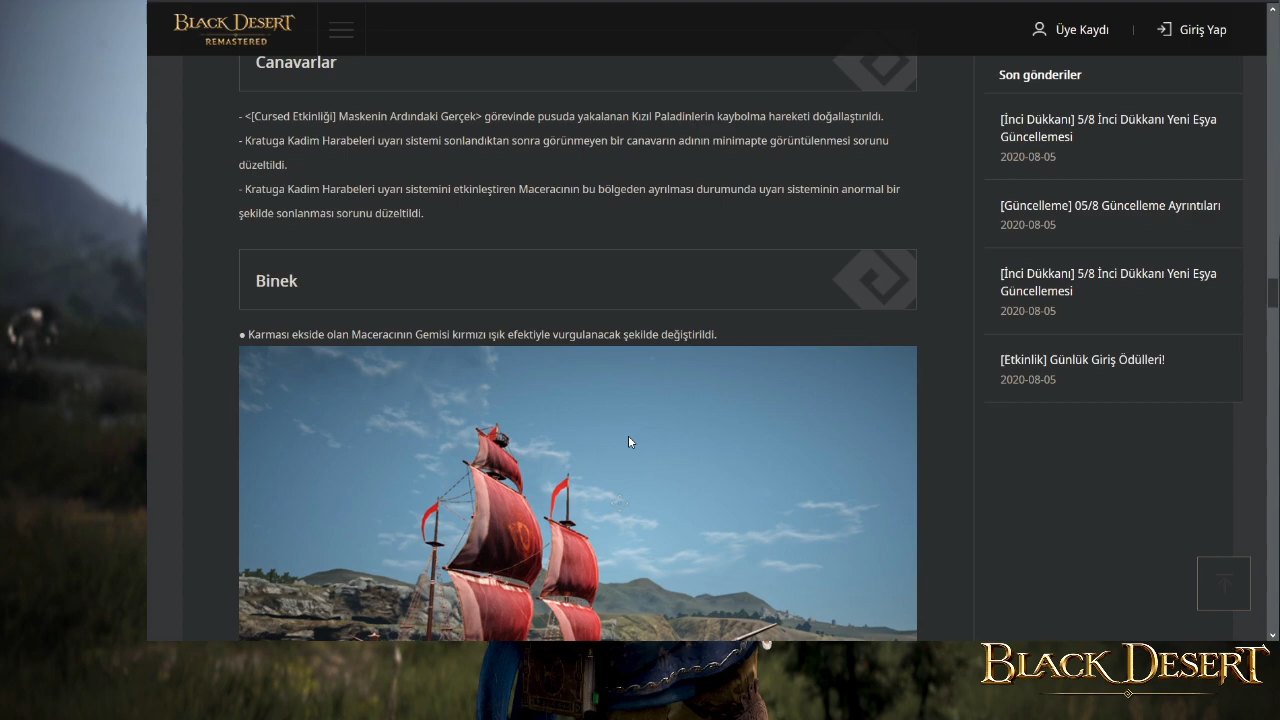 BLACK DESERT
REMASTERED
Üye Kaydı
Giriş Yap
Canavarlar
- <[Cursed Etkinliği] Maskenin Ardındaki Gerçek> görevinde pusuda yakalanan Kızıl Paladinlerin kaybolma hareketi doğallaştırıldı.
- Kratuga Kadim Harabeleri uyarı sistemi sonlandıktan sonra görünmeyen bir canavarın adının minimapte görüntülenmesi sorunu
düzeltildi.
- Kratuga Kadim Harabeleri uyarı sistemini etkinleştiren Maceracının bu bölgeden ayrılması durumunda uyarı sisteminin anormal bir
şekilde sonlanması sorunu düzeltildi.
Binek
● Karması ekside olan Maceracının Gemisi kırmızı ışık efektiyle vurgulanacak şekilde değiştirildi.
Son gönderiler
[İnci Dükkanı] 5/8 İnci Dükkanı Yeni Eşya
Güncellemesi
2020-08-05
[Güncelleme] 05/8 Güncelleme Ayrıntıları
2020-08-05
[İnci Dükkanı] 5/8 İnci Dükkanı Yeni Eşya
Güncellemesi
2020-08-05
[Etkinlik] Günlük Giriş Ödülleri!
2020-08-05
BLACK DESERT